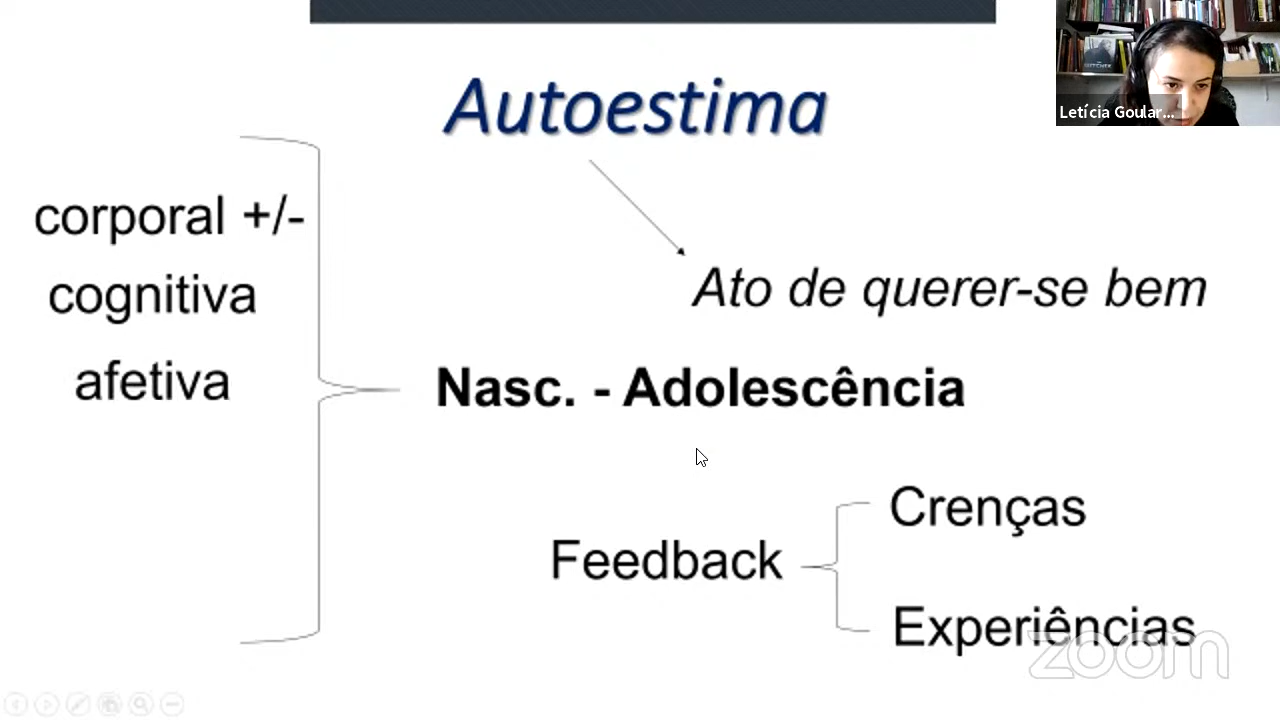 Autoestima
Letícia Goular...
corporal +/-
cognitiva
afetiva
Ato de querer-se bem
Nasc. - Adolescência
Feedback
Crenças
Experiências
zoom